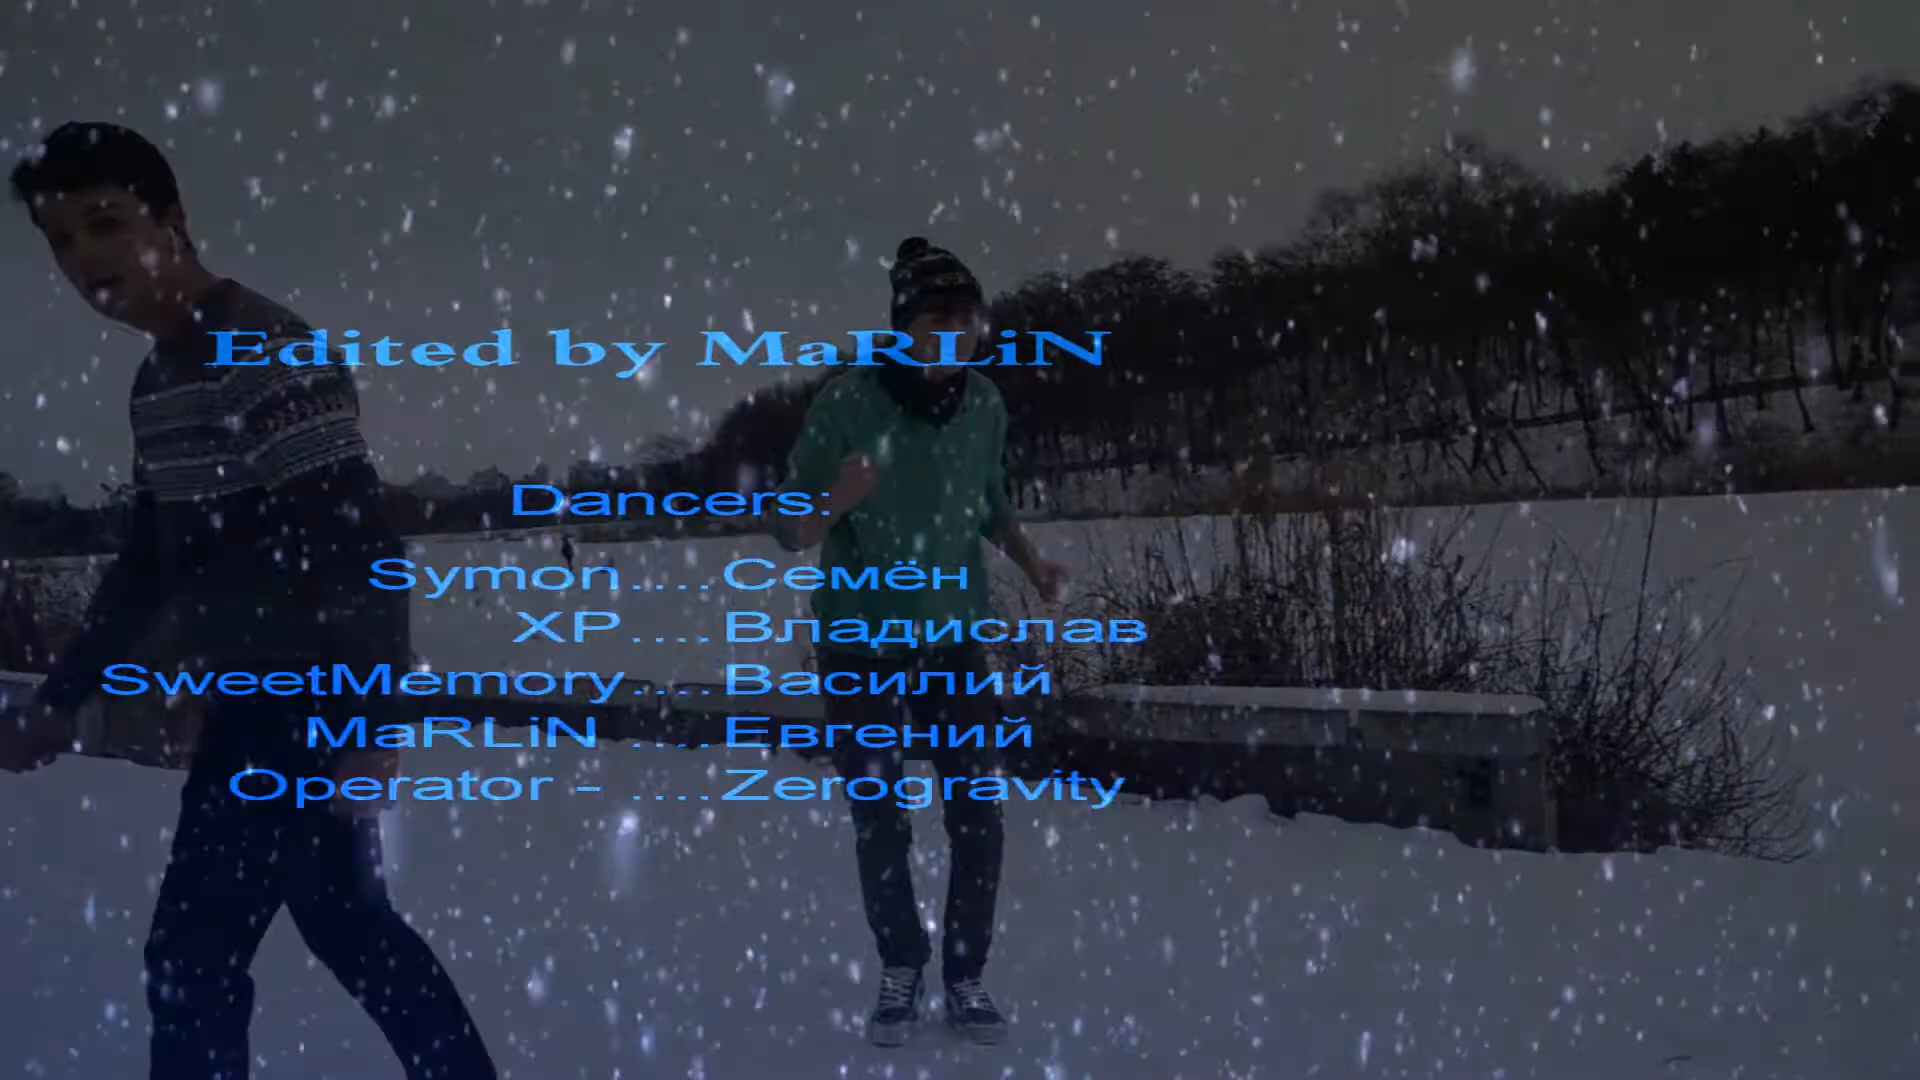 Edited by MaRLiN
Dancers:
Symon....Семён
XP....Владислав
SweetMemory....Василий
MaRLiN ....Евгений
Operator - ....Zerogravity